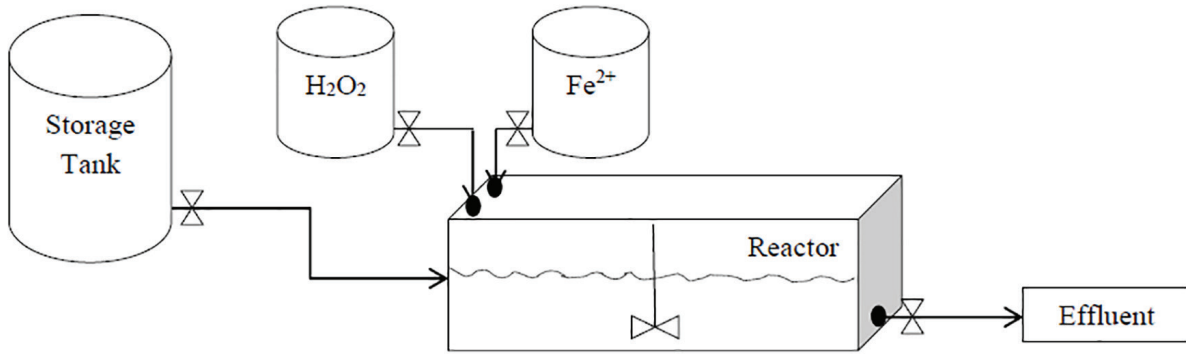 Storage
Tank
H₂O₂
Fe²⁺
Reactor
Effluent